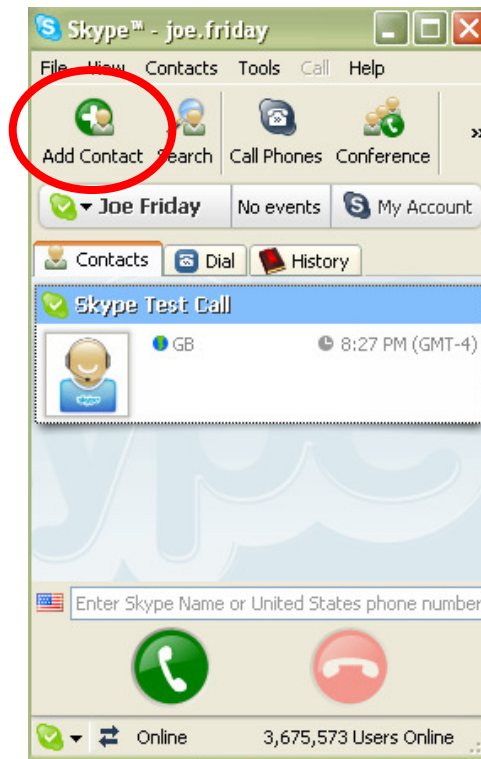 Skype™ - joe.friday
File View Contacts Tools Call Help
Add Contact Search Call Phones Conference »
Joe Friday No events My Account
Contacts Dial History
Skype Test Call
GB 8:27 PM (GMT-4)
skype
Enter Skype Name or United States phone number
Online 3,675,573 Users Online